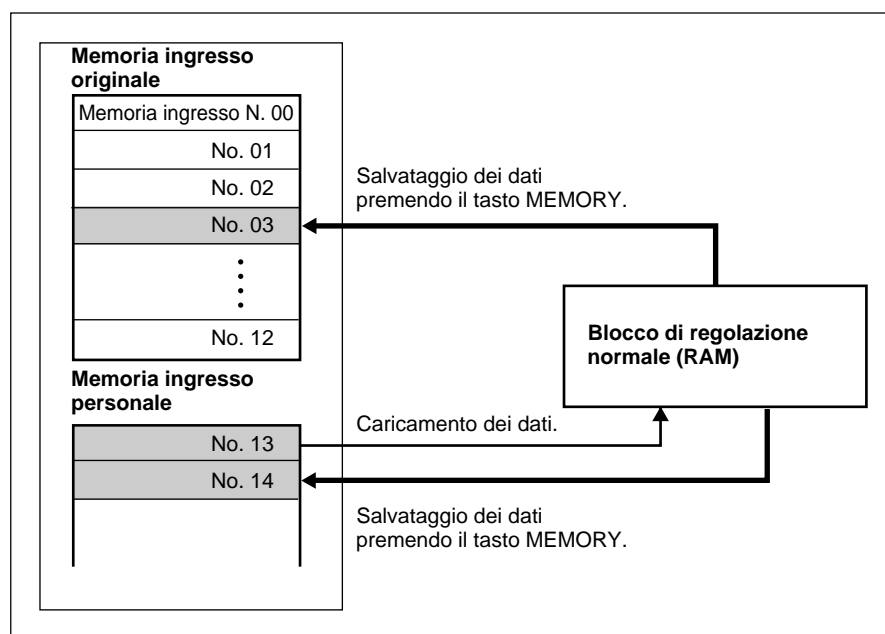 Memoria ingresso
originale
Memoria ingresso N. 00
No. 01
No. 02
No. 03
No. 12
Memoria ingresso
personale
No. 13
No. 14
Salvataggio dei dati
premendo il tasto MEMORY.
Blocco di regolazione
normale (RAM)
Caricamento dei dati.
Salvataggio dei dati
premendo il tasto MEMORY.